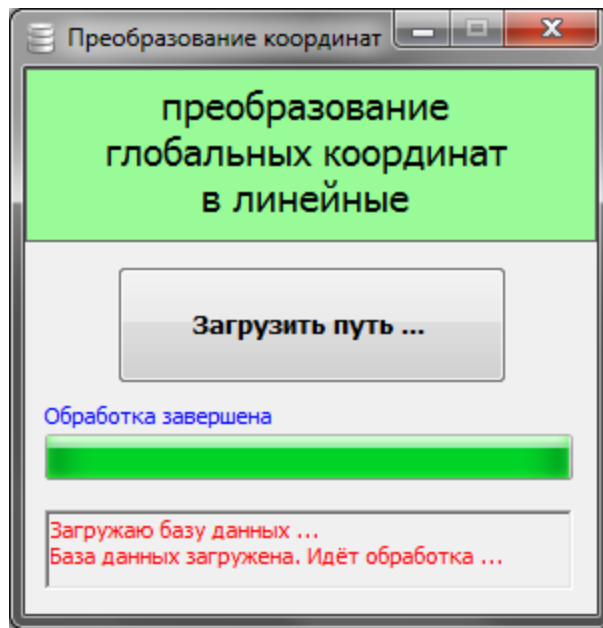 Преобразование координат
преобразование
глобальных координат
в линейные
Загрузить путь ...
Обработка завершена
Загружаю базу данных ...
База данных загружена. Идёт обработка ...